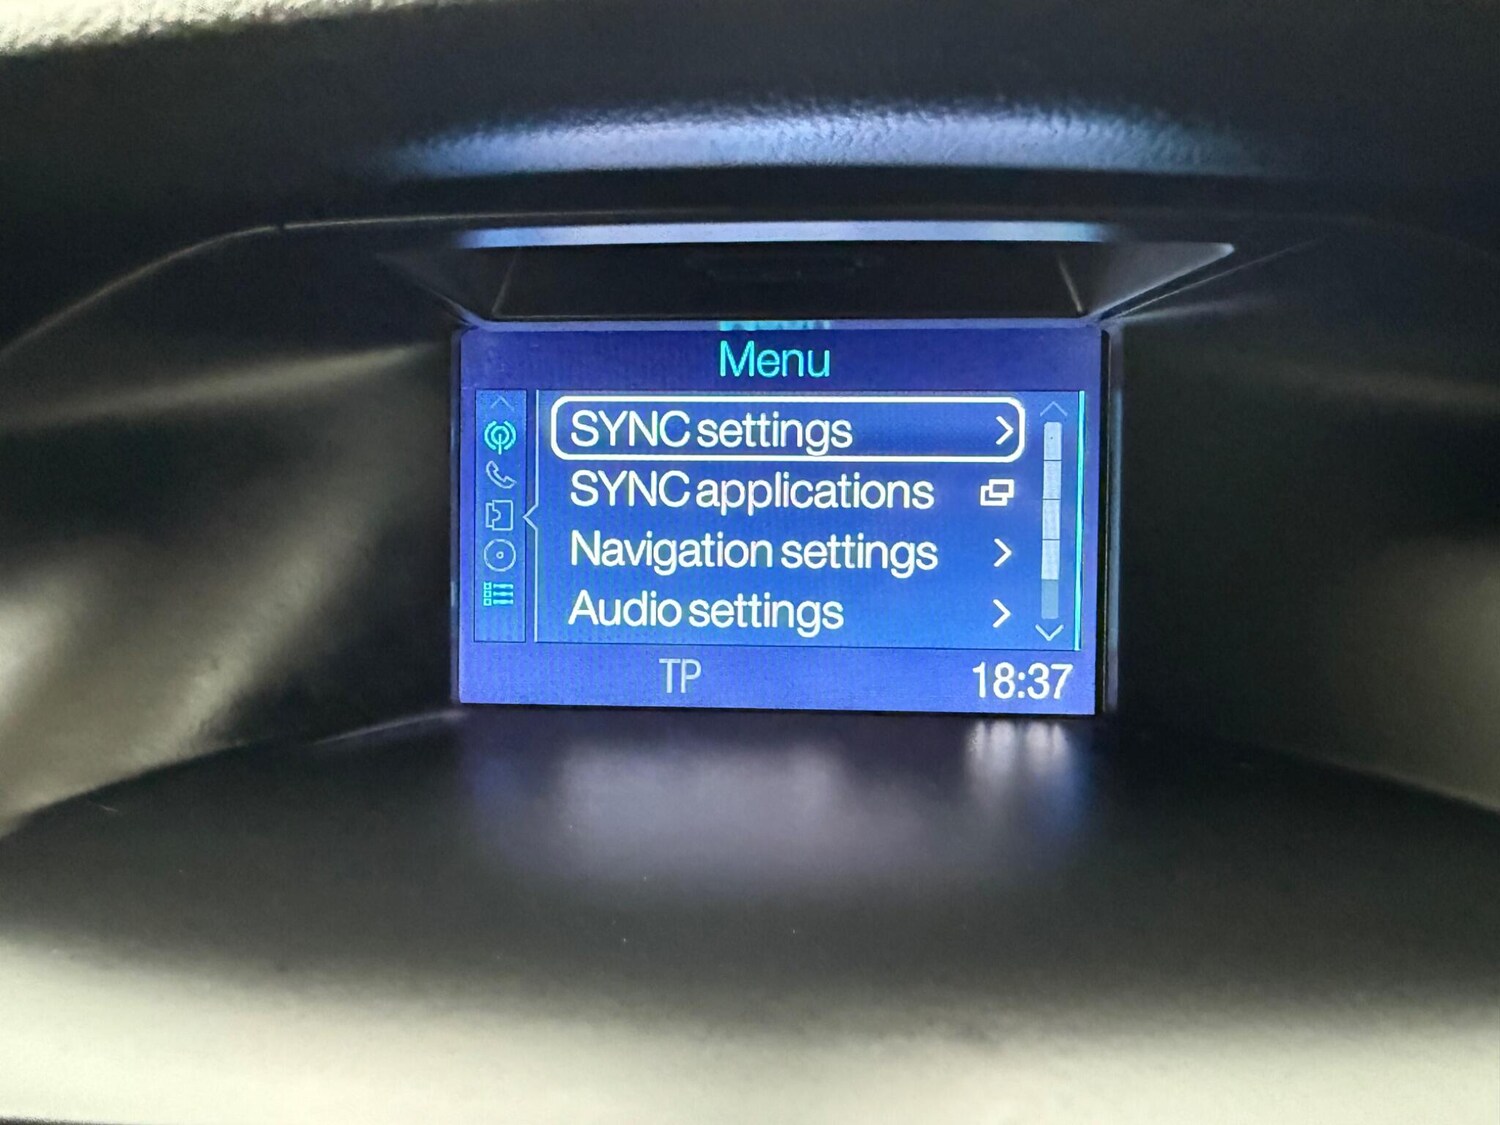 Menu
SYNC settings
SYNC applications
Navigation settings
Audio settings
TP
18:37